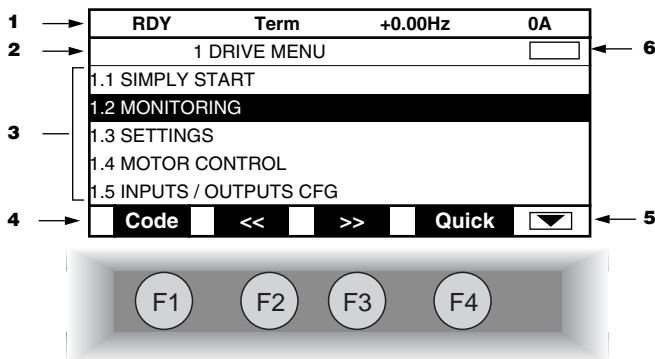 1 RDY Term +0.00Hz 0A
2 1 DRIVE MENU 6
1.1 SIMPLY START
1.2 MONITORING
3 1.3 SETTINGS
1.4 MOTOR CONTROL
1.5 INPUTS / OUTPUTS CFG
4 Code << >> Quick 5
F1 F2 F3 F4